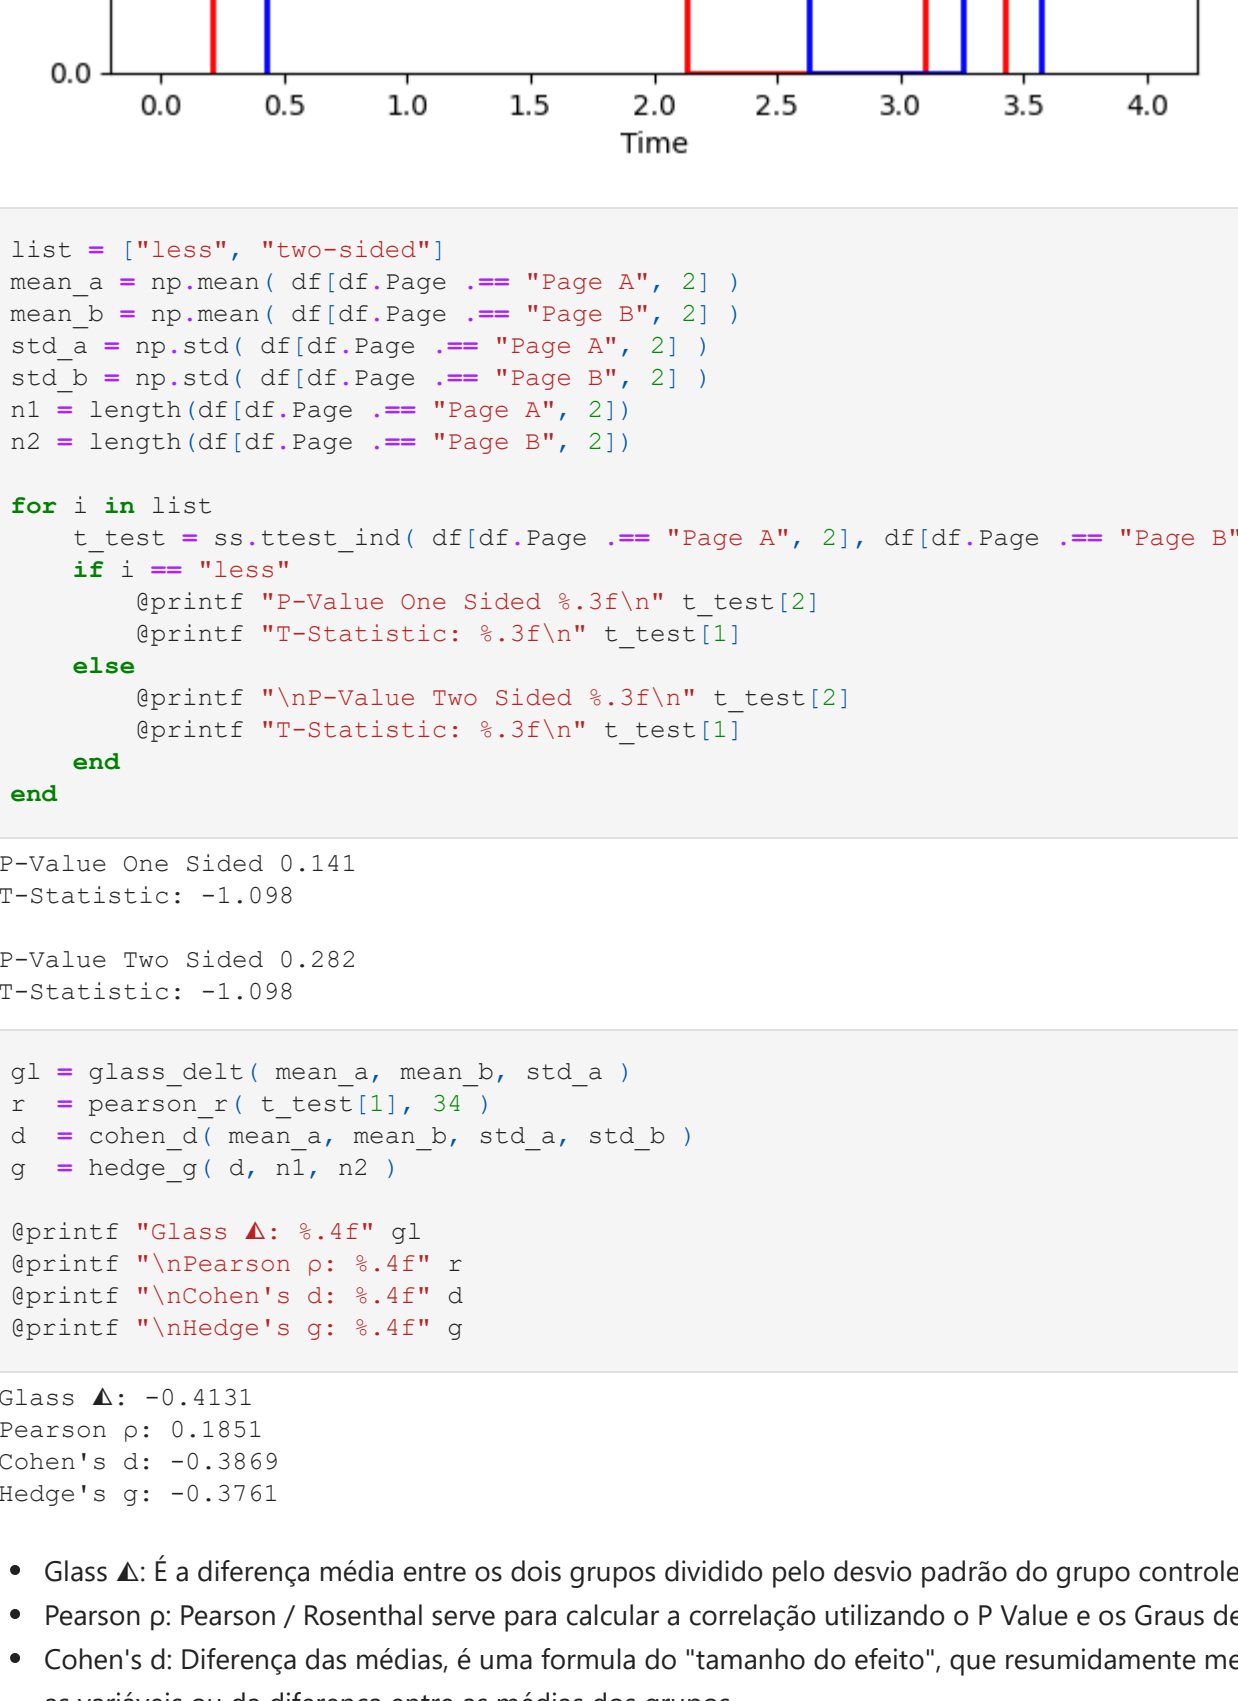 0.0
0.0 0.5 1.0 1.5 2.0 2.5 3.0 3.5 4.0
Time
list = ["less", "two-sided"]
mean_a = np.mean( df[df.Page .== "Page A", 2] )
mean_b = np.mean( df[df.Page .== "Page B", 2] )
std_a = np.std( df[df.Page .== "Page A", 2] )
std_b = np.std( df[df.Page .== "Page B", 2] )
n1 = length(df[df.Page .== "Page A", 2])
n2 = length(df[df.Page .== "Page B", 2])
for i in list
    t_test = ss.ttest_ind( df[df.Page .== "Page A", 2], df[df.Page .== "Page B"
    if i == "less"
        @printf "P-Value One Sided %.3f\n" t_test[2]
        @printf "T-Statistic: %.3f\n" t_test[1]
    else
        @printf "\nP-Value Two Sided %.3f\n" t_test[2]
        @printf "T-Statistic: %.3f\n" t_test[1]
    end
end
P-Value One Sided 0.141
T-Statistic: -1.098
P-Value Two Sided 0.282
T-Statistic: -1.098
gl = glass_delt( mean_a, mean_b, std_a )
r  = pearson_r( t_test[1], 34 )
d  = cohen_d( mean_a, mean_b, std_a, std_b )
g  = hedge_g( d, n1, n2 )
@printf "Glass ◭: %.4f" gl
@printf "\nPearson ρ: %.4f" r
@printf "\nCohen's d: %.4f" d
@printf "\nHedge's g: %.4f" g
Glass ◭: -0.4131
Pearson ρ: 0.1851
Cohen's d: -0.3869
Hedge's g: -0.3761
• Glass ◭: É a diferença média entre os dois grupos dividido pelo desvio padrão do grupo controle
• Pearson ρ: Pearson / Rosenthal serve para calcular a correlação utilizando o P Value e os Graus de
• Cohen's d: Diferença das médias, é uma formula do "tamanho do efeito", que resumidamente me
as variáveis ou da diferença entre as médias dos grupos